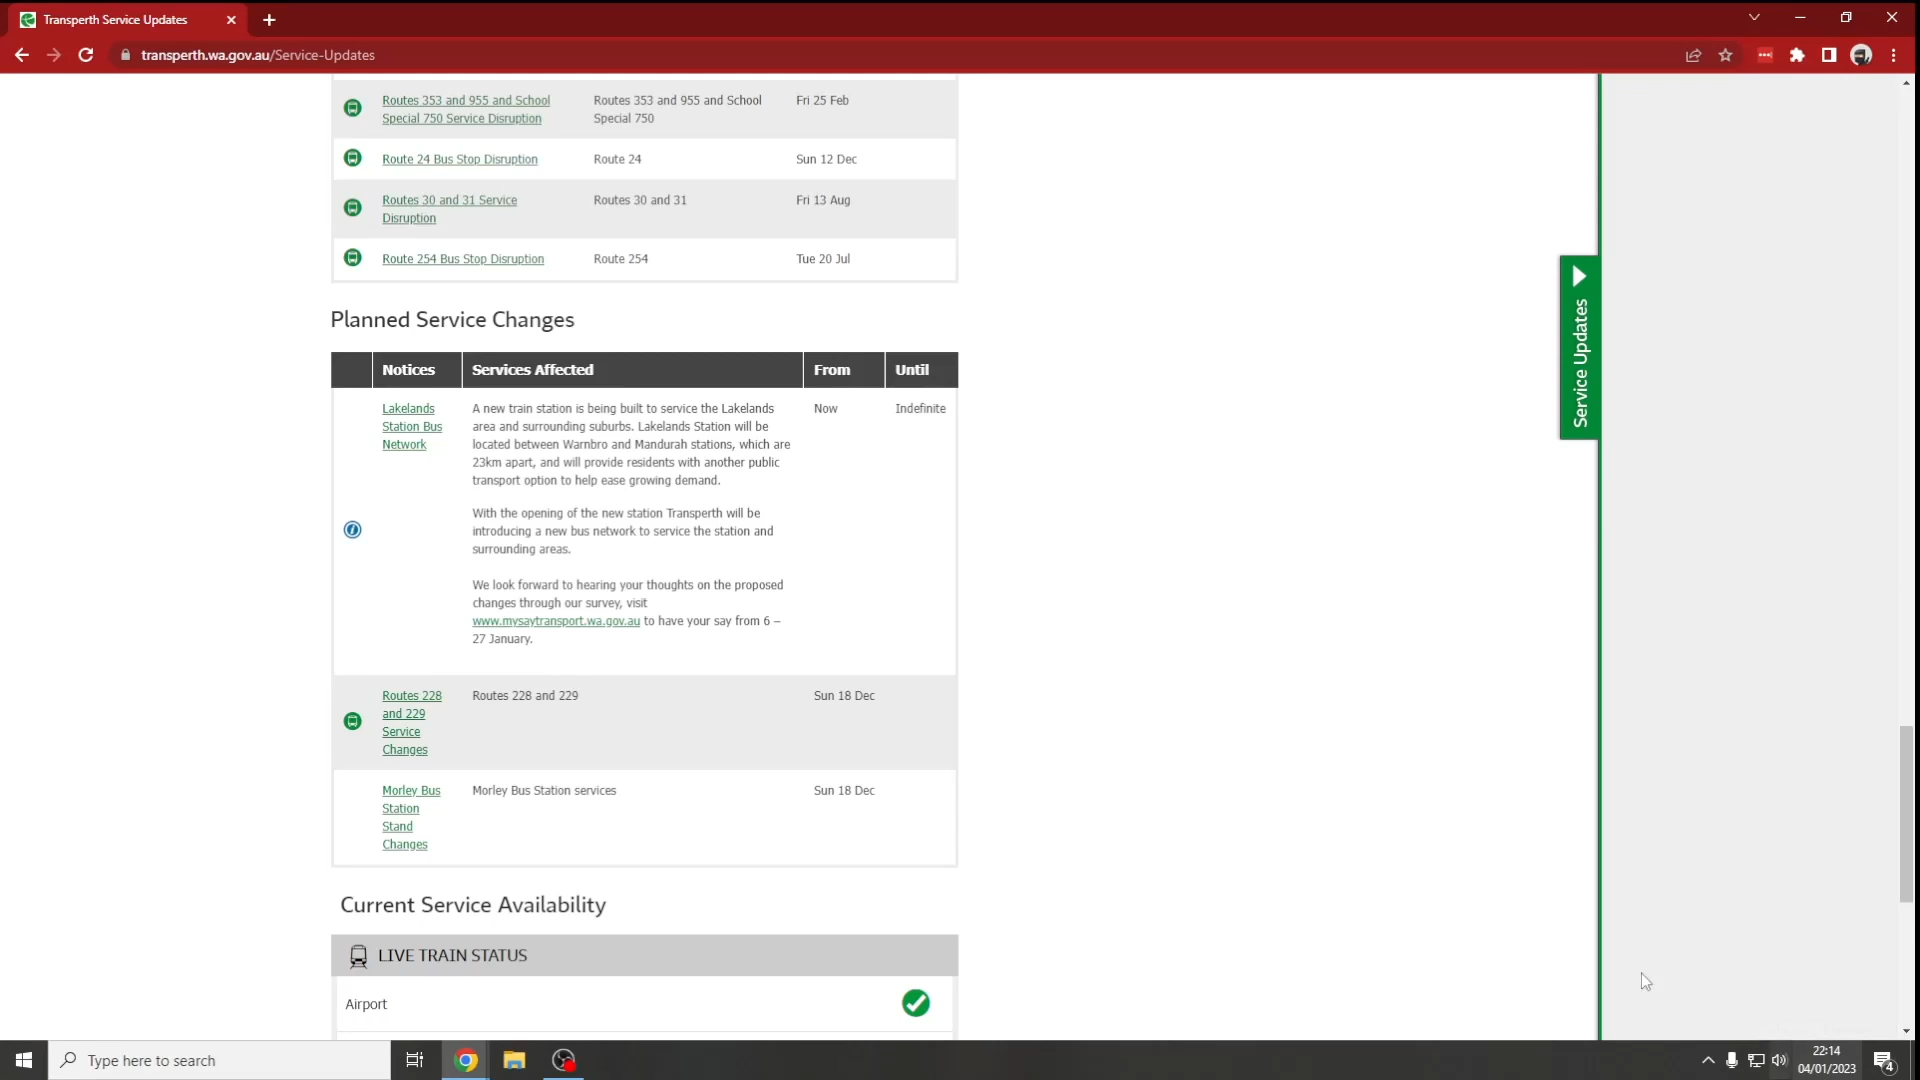 Transperth Service Updates
transperth.wa.gov.au/Service-Updates
Routes 353 and 955 and School
Special 750 Service Disruption
Routes 353 and 955 and School
Special 750
Fri 25 Feb
Route 24 Bus Stop Disruption
Route 24
Sun 12 Dec
Routes 30 and 31 Service
Disruption
Routes 30 and 31
Fri 13 Aug
Route 254 Bus Stop Disruption
Route 254
Tue 20 Jul
Planned Service Changes
Notices
Services Affected
From
Until
Lakelands
Station Bus
Network
A new train station is being built to service the Lakelands
area and surrounding suburbs. Lakelands Station will be
located between Warnbro and Mandurah stations, which are
23km apart, and will provide residents with another public
transport option to help ease growing demand.
With the opening of the new station Transperth will be
introducing a new bus network to service the station and
surrounding areas.
We look forward to hearing your thoughts on the proposed
changes through our survey, visit
www.mysaytransport.wa.gov.au to have your say from 6 –
27 January.
Now
Indefinite
Routes 228
and 229
Service
Changes
Routes 228 and 229
Sun 18 Dec
Morley Bus
Station
Stand
Changes
Morley Bus Station services
Sun 18 Dec
Current Service Availability
LIVE TRAIN STATUS
Airport
Service Updates
Type here to search
22:14
04/01/2023
4